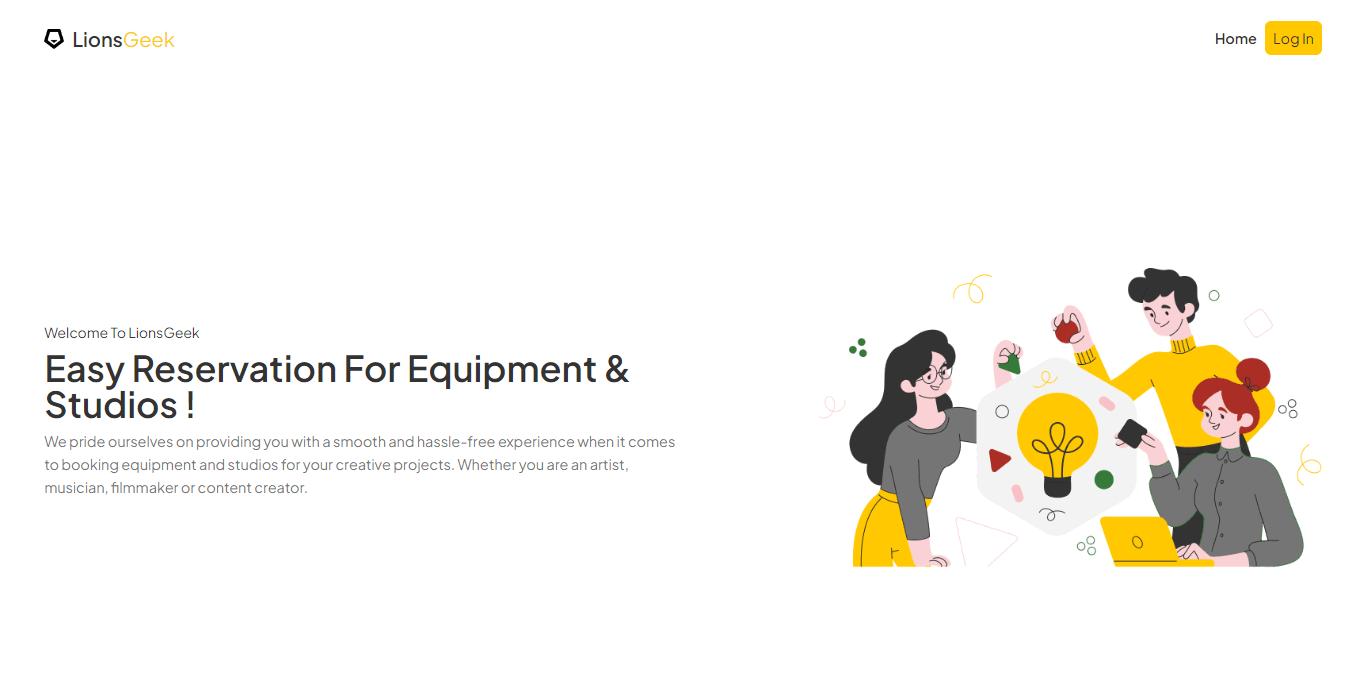 LionsGeek
Home
Log In
Welcome To LionsGeek
Easy Reservation For Equipment &
Studios !
We pride ourselves on providing you with a smooth and hassle-free experience when it comes
to booking equipment and studios for your creative projects. Whether you are an artist,
musician, filmmaker or content creator.